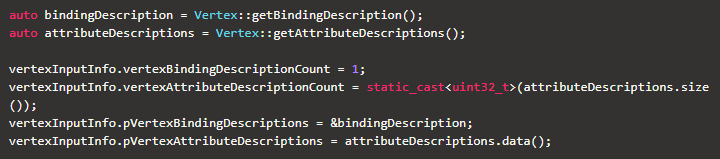 auto bindingDescription = Vertex::getBindingDescription();
auto attributeDescriptions = Vertex::getAttributeDescriptions();

vertexInputInfo.vertexBindingDescriptionCount = 1;
vertexInputInfo.vertexAttributeDescriptionCount = static_cast<uint32_t>(attributeDescriptions.size
());
vertexInputInfo.pVertexBindingDescriptions = &bindingDescription;
vertexInputInfo.pVertexAttributeDescriptions = attributeDescriptions.data();